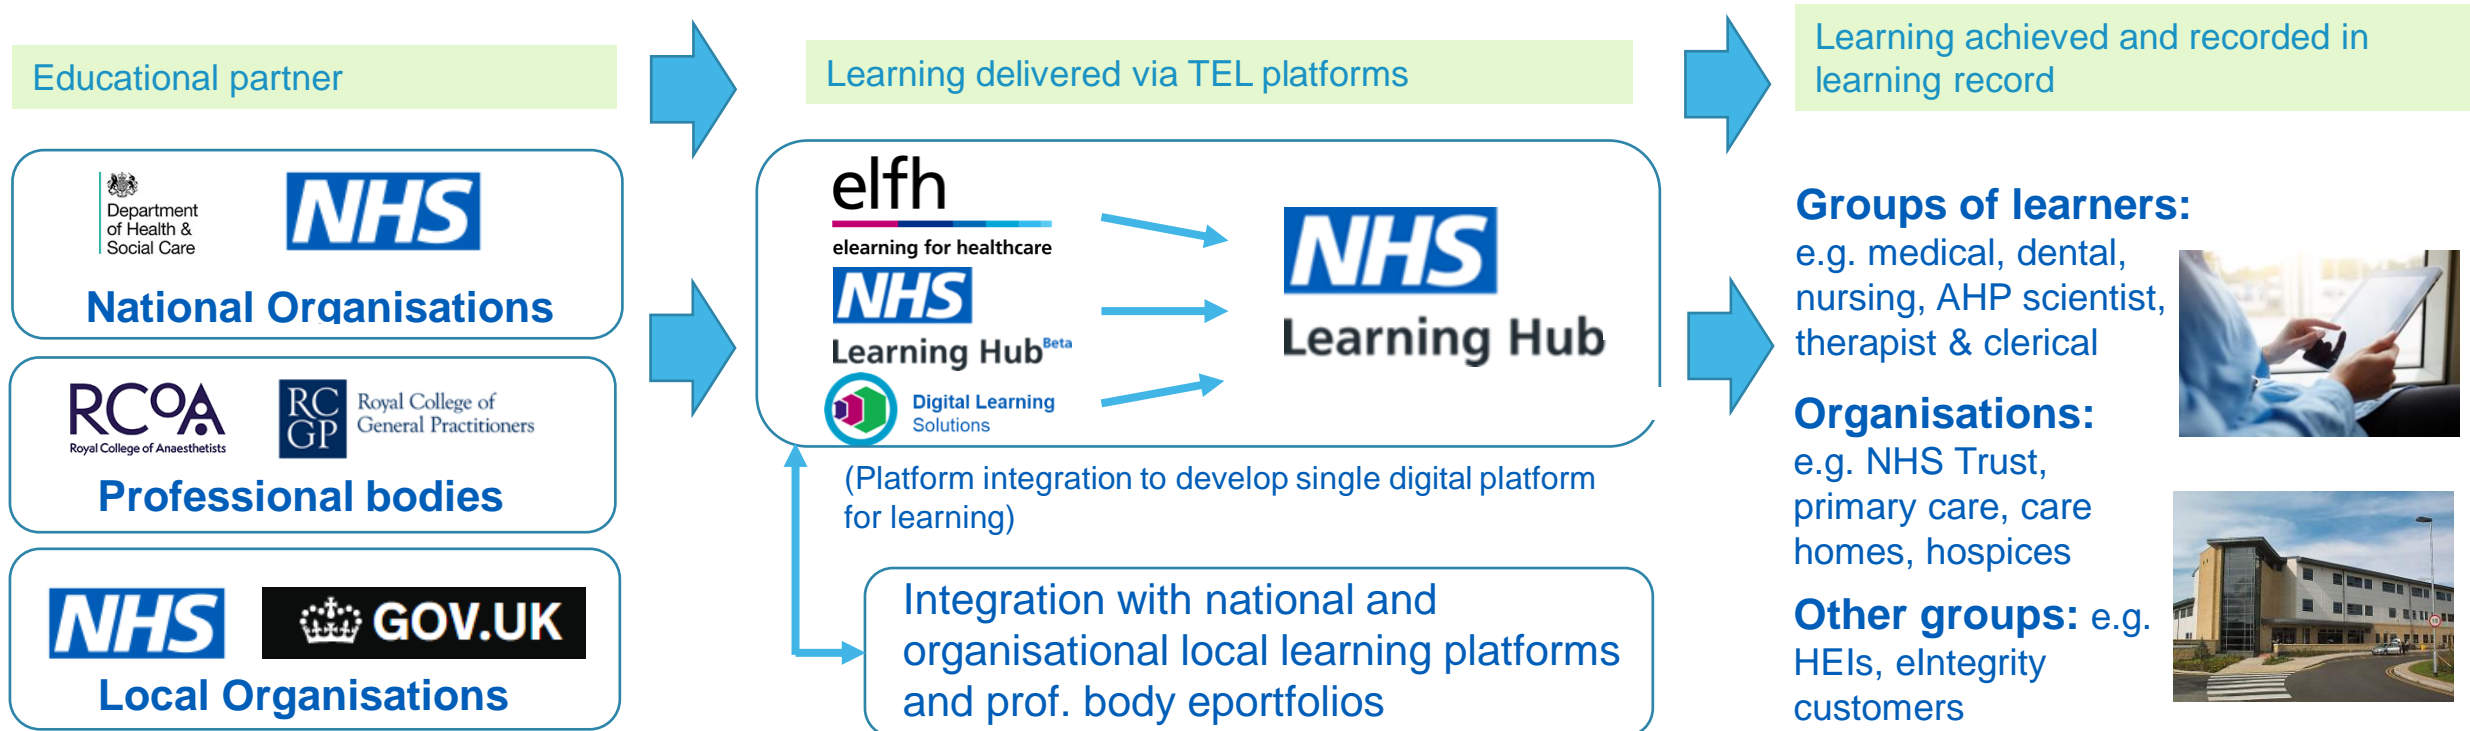 Educational partner
Department
of Health &
Social Care
NHS
National Organisations
RCOA
Royal College of Anaesthetists
RC
GP
Royal College of
General Practitioners
Professional bodies
NHS
GOV.UK
Local Organisations
Learning delivered via TEL platforms
elfh
elearning for healthcare
NHS
Learning Hub Beta
Digital Learning
Solutions
NHS
Learning Hub
(Platform integration to develop single digital platform
for learning)
Integration with national and
organisational local learning platforms
and prof. body eportfolios
Learning achieved and recorded in
learning record
Groups of learners:
e.g. medical, dental,
nursing, AHP scientist,
therapist & clerical
Organisations:
e.g. NHS Trust,
primary care, care
homes, hospices
Other groups: e.g.
HEIs, eIntegrity
customers